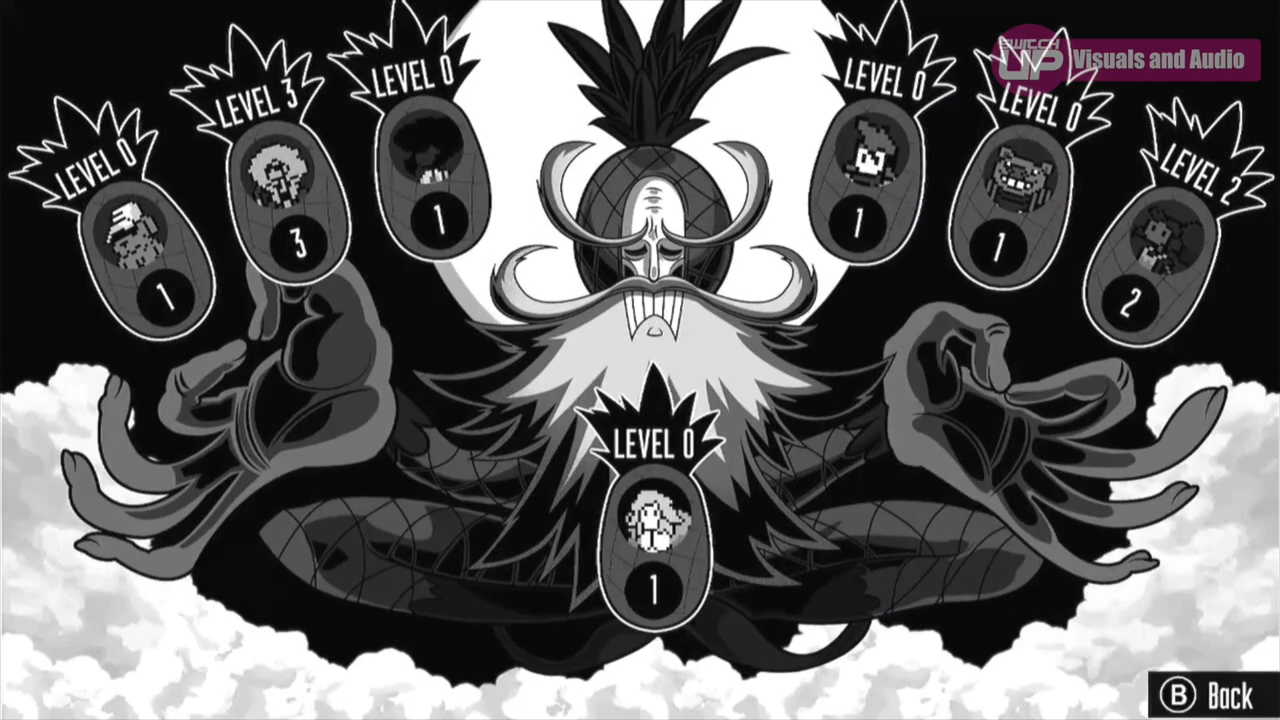 LEVEL 0
1
LEVEL 3
3
LEVEL 0
1
LEVEL 0
1
LEVEL 0
1
LEVEL 2
2
LEVEL 0
1
SWITCH
UP
Visuals and Audio
B Back